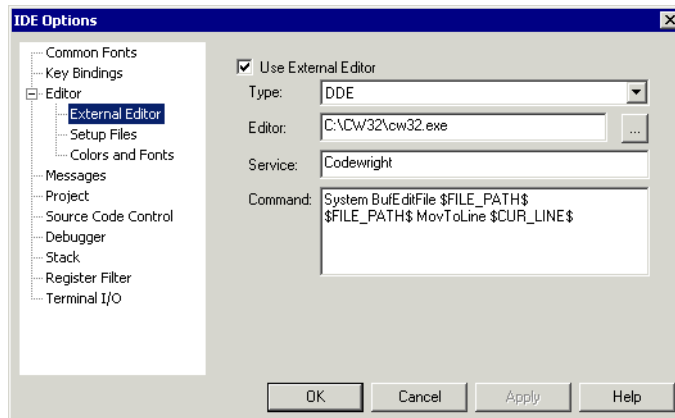 IDE Options
Common Fonts
Key Bindings
Editor
External Editor
Setup Files
Colors and Fonts
Messages
Project
Source Code Control
Debugger
Stack
Register Filter
Terminal I/O
Use External Editor
Type: DDE
Editor: C:\CW32\cw32.exe ...
Service: Codewright
Command: System BufEditFile $FILE_PATH$
$FILE_PATH$ MovToLine $CUR_LINE$
OK Cancel Apply Help